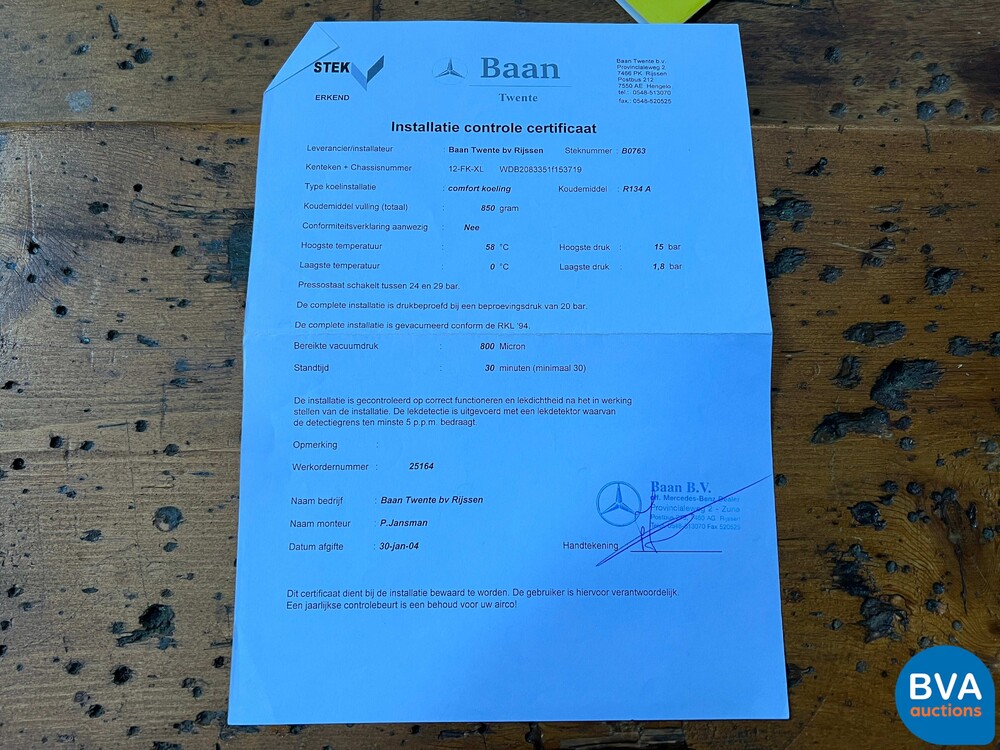 STEK
ERKEND
Baan
Twente
Baan Twente b.v.
Provincialeweg 2
7466 PK Rijssen
Postbus 212
7550 AE Hengelo
tel.: 0548-513070
fax.: 0548-520525
Installatie controle certificaat
Leverancier/installateur Baan Twente bv Rijssen Steknummer : B0763
Kenteken + Chassisnummer 12-FK-XL WDB2083351f153719
Type koelinstallatie : comfort koeling Koudemiddel : R134 A
Koudemiddel vulling (totaal) : 850 gram
Conformiteitsverklaring aanwezig : Nee
Hoogste temperatuur : 58 °C Hoogste druk : 15 bar
Laagste temperatuur : 0 °C Laagste druk : 1,8 bar
Pressostaat schakelt tussen 24 en 29 bar.
De complete installatie is drukbeproefd bij een beproevingsdruk van 20 bar.
De complete installatie is gevacumeerd conform de RKL '94.
Bereikte vacuumdruk : 800 Micron
Standtijd : 30 minuten (minimaal 30)
De installatie is gecontroleerd op correct functioneren en lekdichtheid na het in werking
stellen van de installatie. De lekdetectie is uitgevoerd met een lekdetektor waarvan
de detectiegrens ten minste 5 p.p.m. bedraagt.
Opmerking :
Werkordernummer : 25164
Naam bedrijf : Baan Twente bv Rijssen
Naam monteur : P.Jansman
Datum afgifte : 30-jan-04
Baan B.V.
off. Mercedes-Benz Dealer
Provincialeweg 2 - Zuna
Handtekening
Dit certificaat dient bij de installatie bewaard te worden. De gebruiker is hiervoor verantwoordelijk.
Een jaarlijkse controlebeurt is een behoud voor uw airco!
BVA
auctions